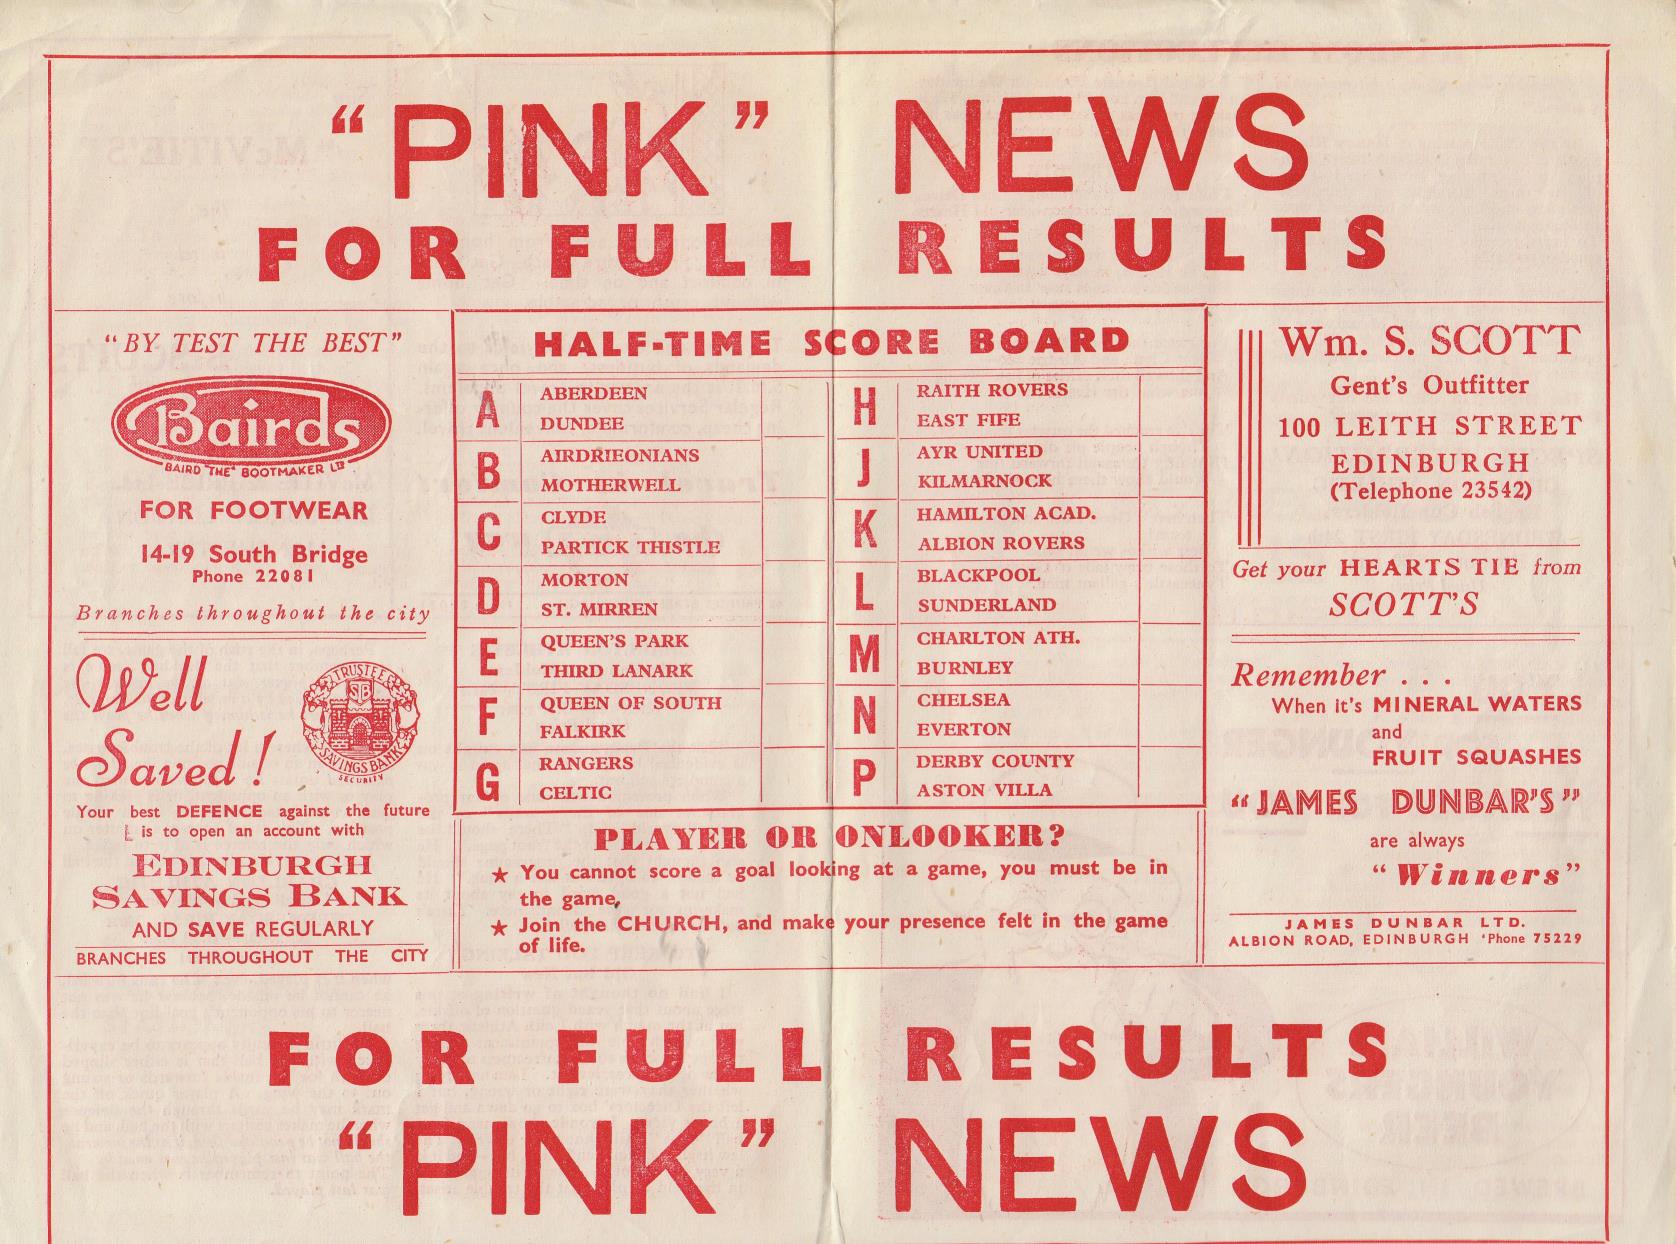 "PINK" NEWS
FOR FULL RESULTS
"BY TEST THE BEST"
Bairds
BAIRD "THE" BOOTMAKER LTD.
FOR FOOTWEAR
14-19 South Bridge
Phone 22081
Branches throughout the city
Well
Saved!
TRUSTEE
SB
SAVINGS BANK
SECURITY
Your best DEFENCE against the future
is to open an account with
EDINBURGH
SAVINGS BANK
AND SAVE REGULARLY
BRANCHES THROUGHOUT THE CITY
HALF-TIME SCORE BOARD
A
ABERDEEN
DUNDEE
B
AIRDRIEONIANS
MOTHERWELL
C
CLYDE
PARTICK THISTLE
D
MORTON
ST. MIRREN
E
QUEEN'S PARK
THIRD LANARK
F
QUEEN OF SOUTH
FALKIRK
G
RANGERS
CELTIC
H
RAITH ROVERS
EAST FIFE
J
AYR UNITED
KILMARNOCK
K
HAMILTON ACAD.
ALBION ROVERS
L
BLACKPOOL
SUNDERLAND
M
CHARLTON ATH.
BURNLEY
N
CHELSEA
EVERTON
P
DERBY COUNTY
ASTON VILLA
PLAYER OR ONLOOKER?
★ You cannot score a goal looking at a game, you must be in
the game,
★ Join the CHURCH, and make your presence felt in the game
of life.
Wm. S. SCOTT
Gent's Outfitter
100 LEITH STREET
EDINBURGH
(Telephone 23542)
Get your HEARTS TIE from
SCOTT'S
Remember . . .
When it's MINERAL WATERS
and
FRUIT SQUASHES
"JAMES DUNBAR'S"
are always
"Winners"
JAMES DUNBAR LTD.
ALBION ROAD, EDINBURGH 'Phone 75229
FOR FULL RESULTS
"PINK" NEWS